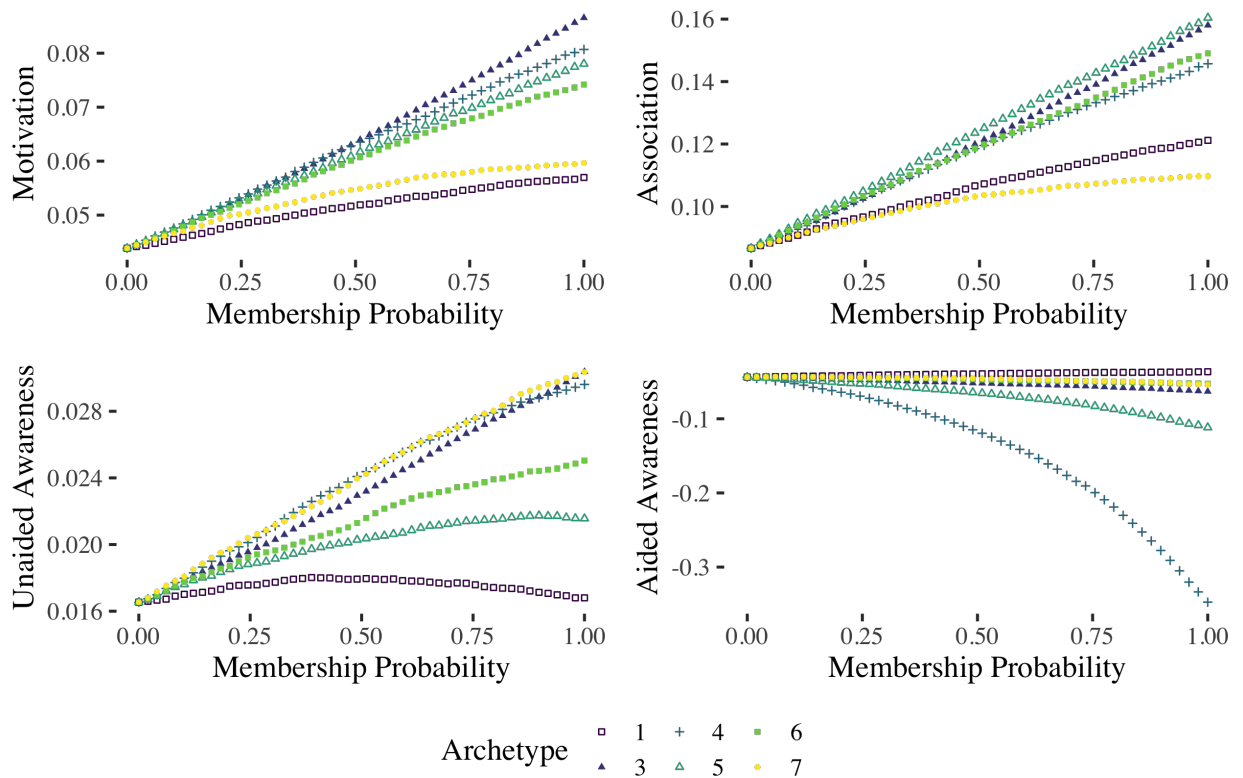 Motivation
0.08
0.07
0.06
0.05
0.00 0.25 0.50 0.75 1.00
Membership Probability
Association
0.16
0.14
0.12
0.10
0.00 0.25 0.50 0.75 1.00
Membership Probability
Unaided Awareness
0.028
0.024
0.020
0.016
0.00 0.25 0.50 0.75 1.00
Membership Probability
Aided Awareness
-0.1
-0.2
-0.3
0.00 0.25 0.50 0.75 1.00
Membership Probability
Archetype
1 4 6
3 5 7